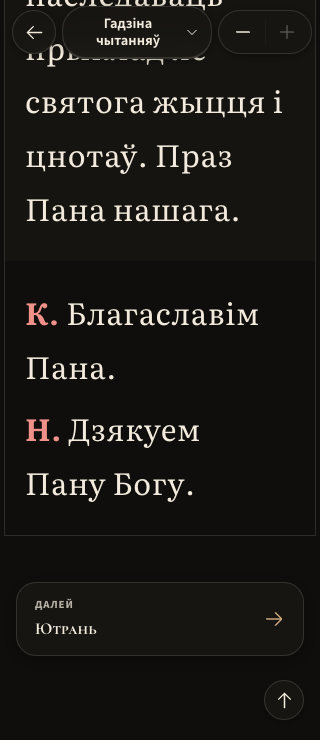 Гадзіна
чытанняў
святога жыцця і
цнотаў. Праз
Пана нашага.
К. Благаславім
Пана.
Н. Дзякуем
Пану Богу.
ДАЛЕЙ
Ютрань